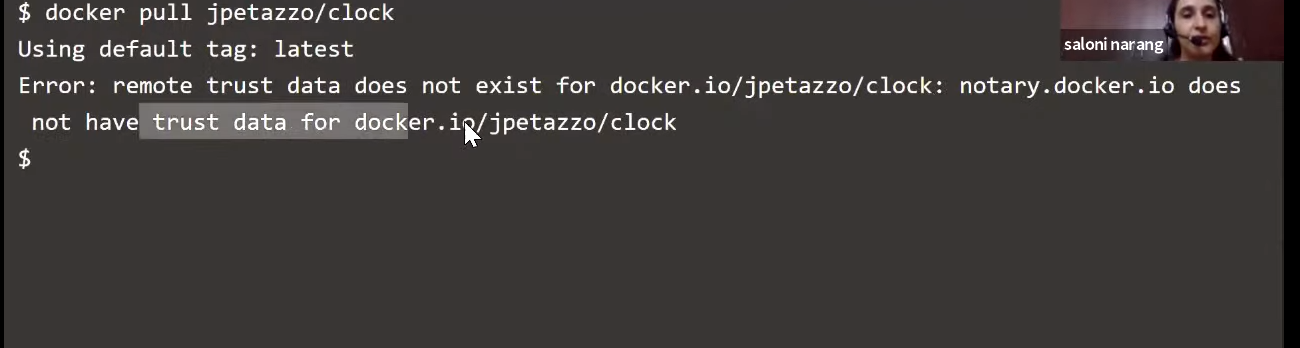 $ docker pull jpetazzo/clock
Using default tag: latest
Error: remote trust data does not exist for docker.io/jpetazzo/clock: notary.docker.io does
not have trust data for docker.io/jpetazzo/clock
$
saloni narang